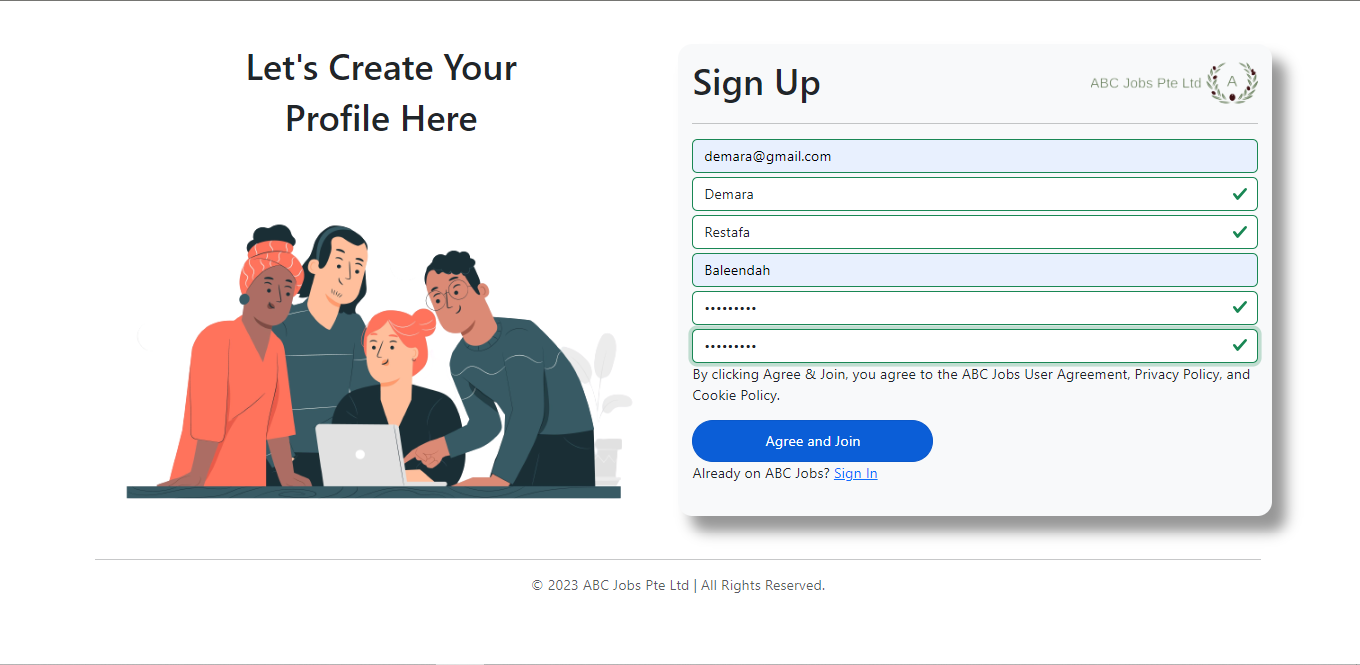 Let's Create Your
Profile Here
Sign Up
ABC Jobs Pte Ltd
A
demara@gmail.com
Demara
Restafa
Baleendah
•••••••••
•••••••••
By clicking Agree & Join, you agree to the ABC Jobs User Agreement, Privacy Policy, and
Cookie Policy.
Agree and Join
Already on ABC Jobs? Sign In
© 2023 ABC Jobs Pte Ltd | All Rights Reserved.